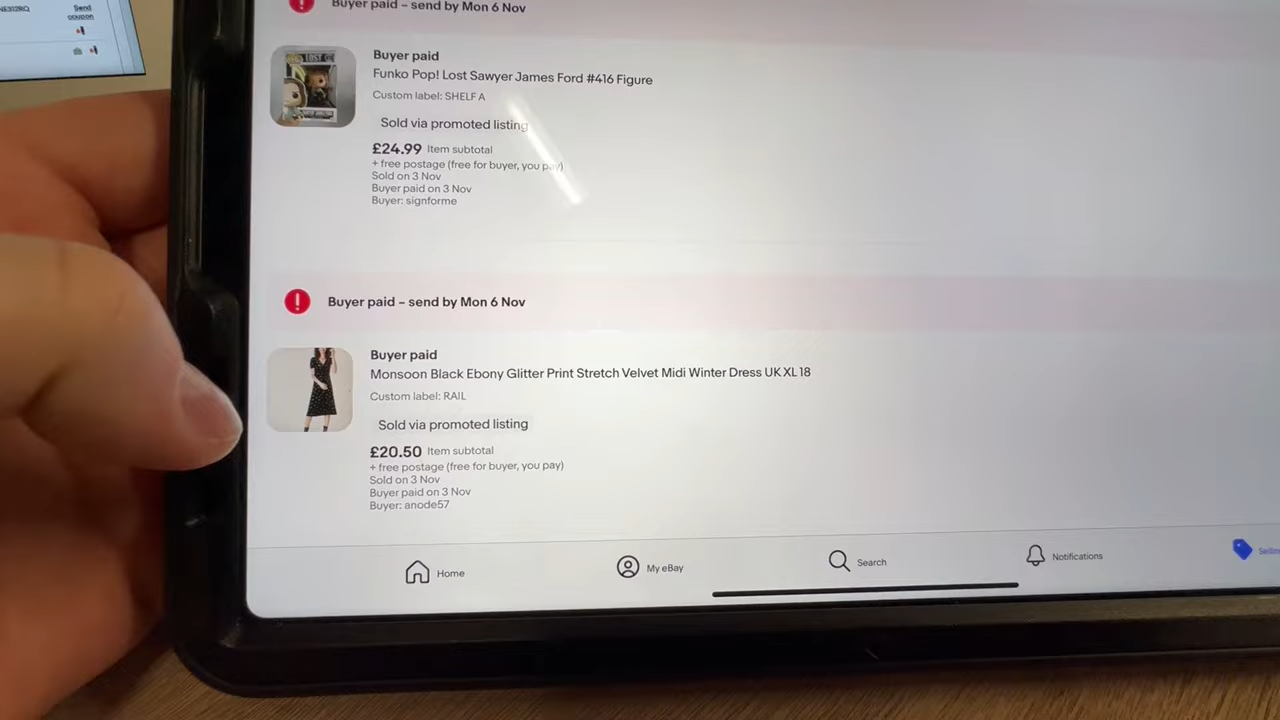 Send
coupon
Buyer paid – send by Mon 6 Nov
LOST
Buyer paid
Funko Pop! Lost Sawyer James Ford #416 Figure
Custom label: SHELF A
Sold via promoted listing
£24.99 Item subtotal
+ free postage (free for buyer, you pay)
Sold on 3 Nov
Buyer paid on 3 Nov
Buyer: signforme
Buyer paid – send by Mon 6 Nov
Buyer paid
Monsoon Black Ebony Glitter Print Stretch Velvet Midi Winter Dress UK XL 18
Custom label: RAIL
Sold via promoted listing
£20.50 Item subtotal
+ free postage (free for buyer, you pay)
Sold on 3 Nov
Buyer paid on 3 Nov
Buyer: anode57
Home
My eBay
Search
Notifications